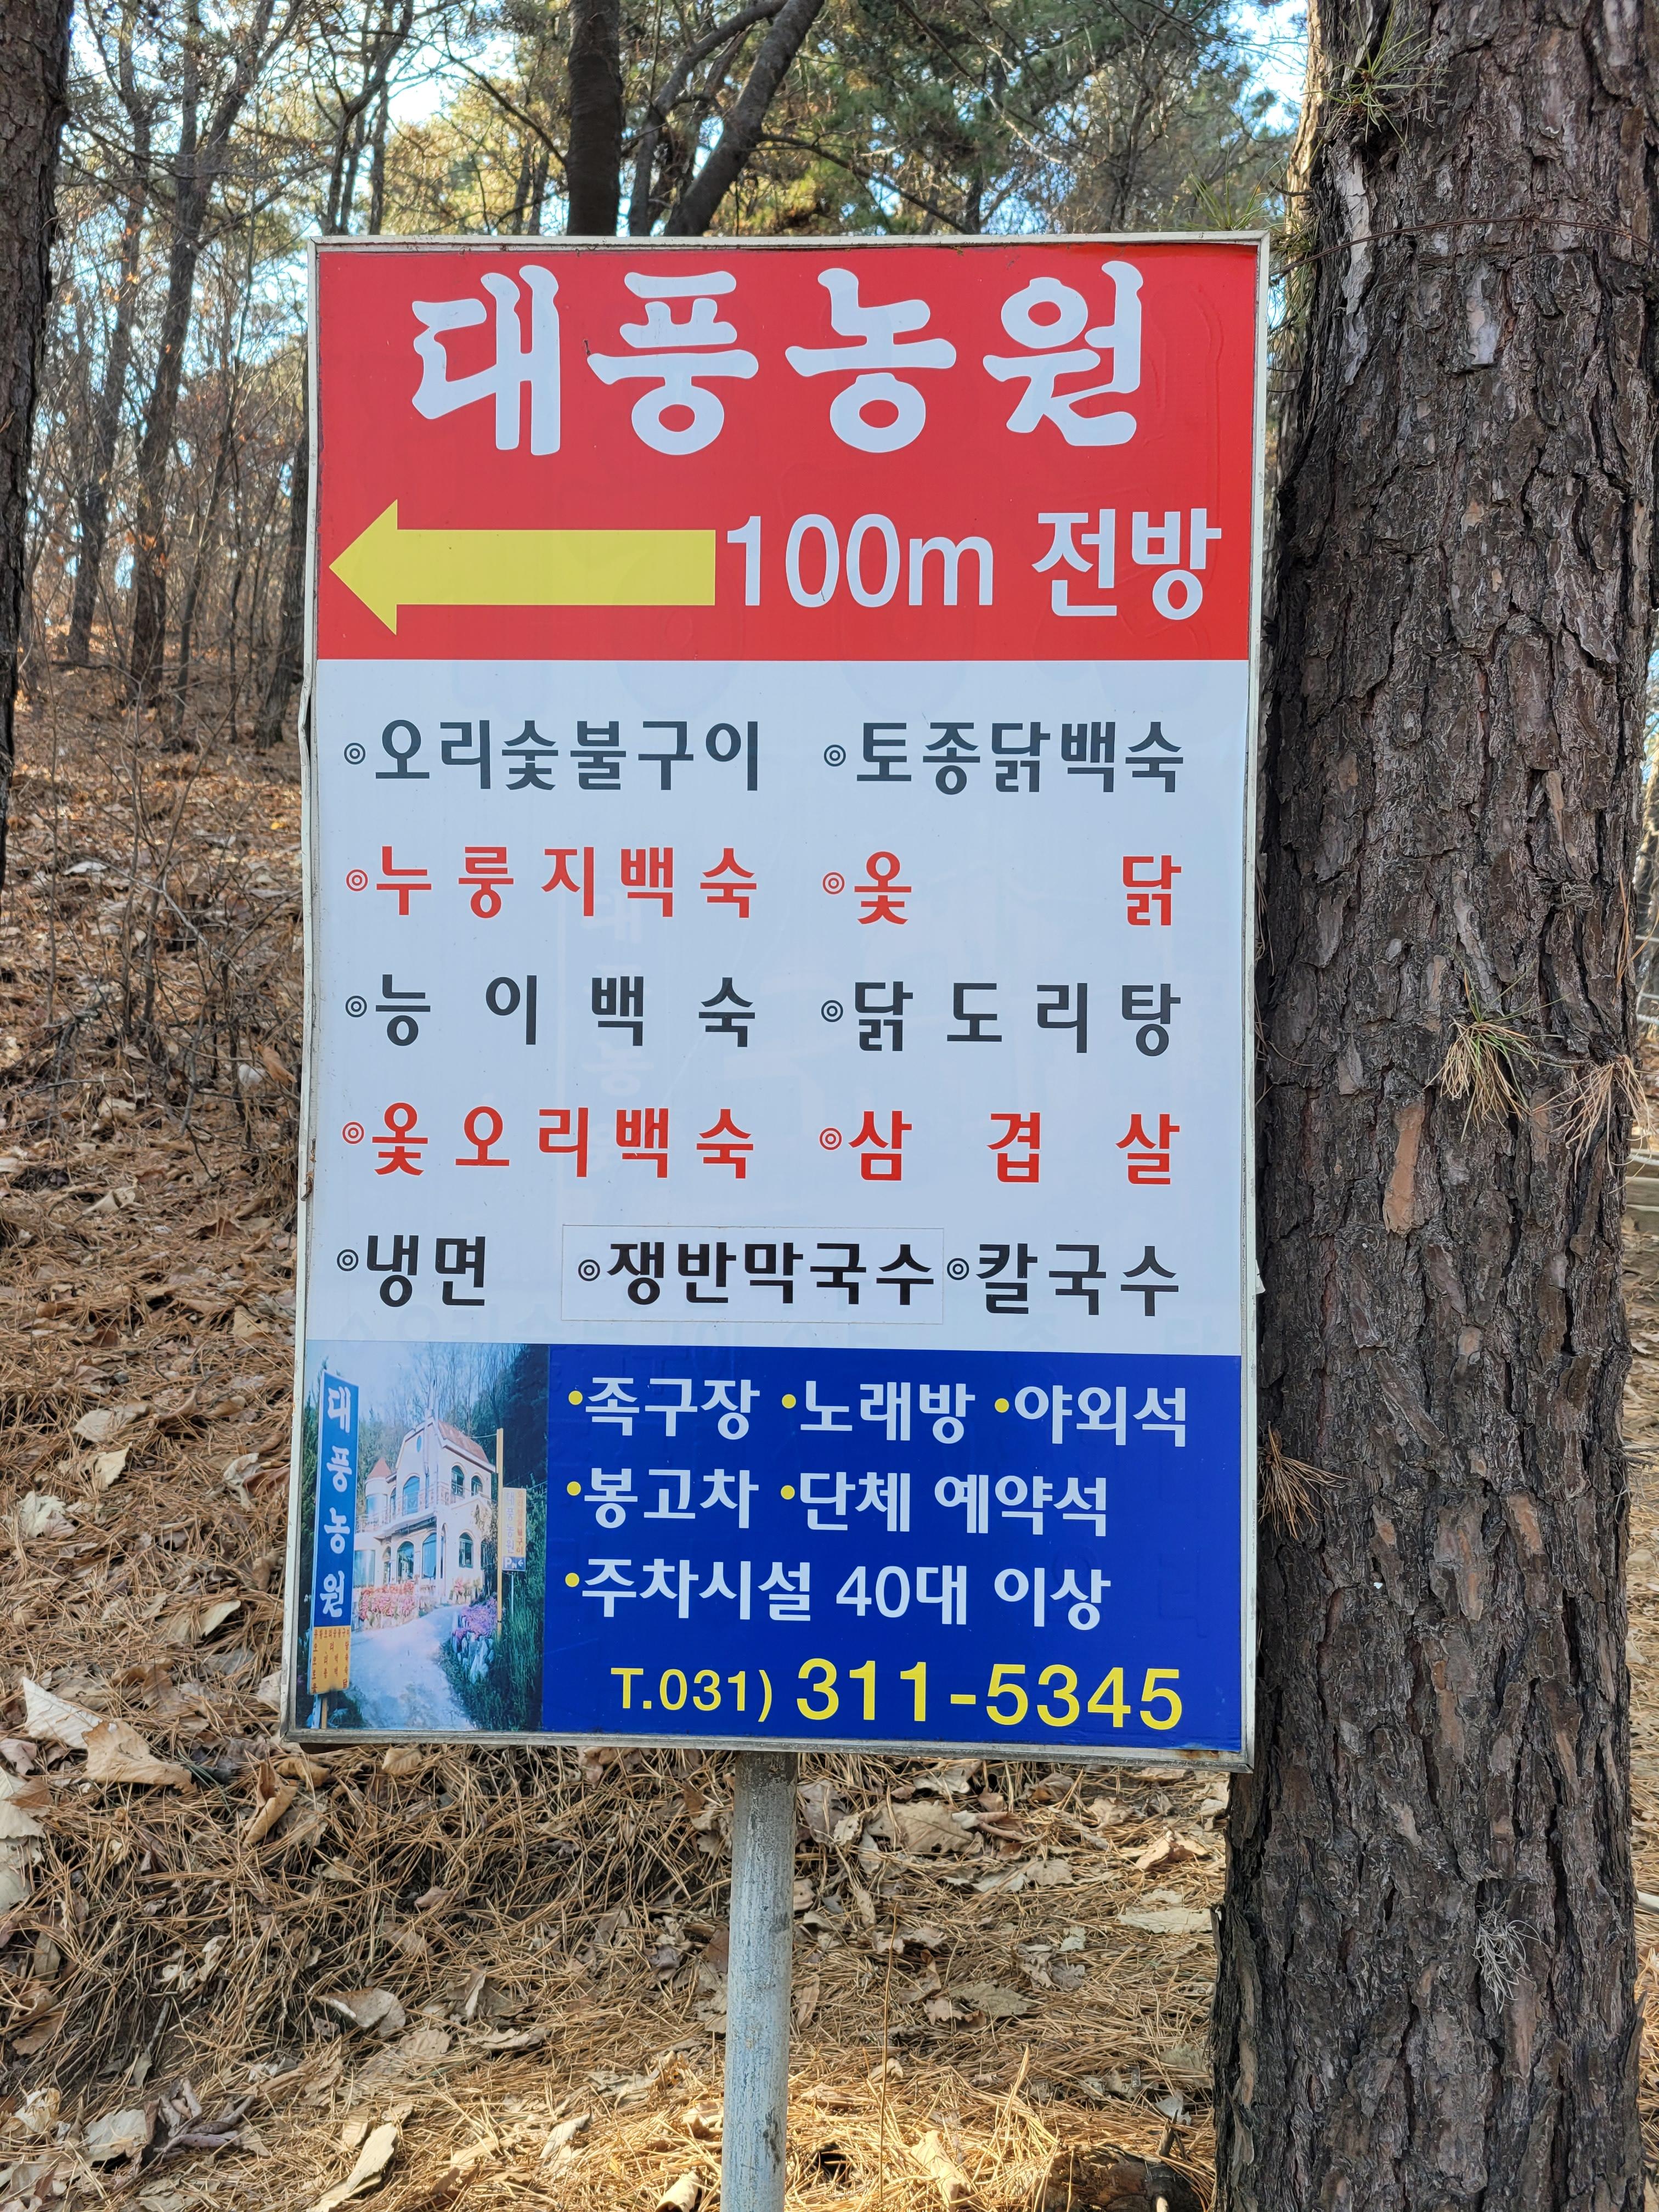 대풍농원
100m 전방
◎오리숯불구이 ◎토종닭백숙
◎누룽지백숙 ◎옻 닭
◎능이백숙 ◎닭도리탕
◎옻오리백숙 ◎삼겹살
◎냉면 ◎쟁반막국수 ◎칼국수
•족구장 •노래방 •야외석
•봉고차 •단체 예약석
•주차시설 40대 이상
T.031) 311-5345
대풍농원